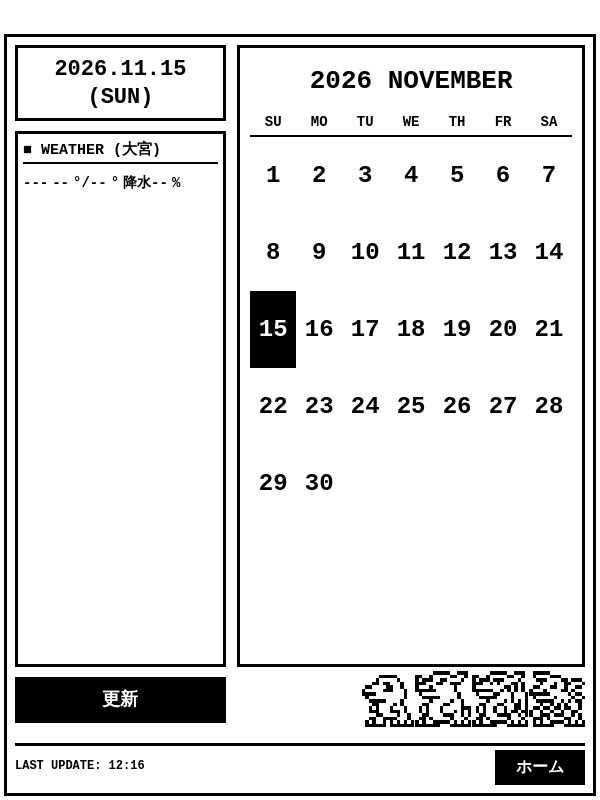 2026.11.15
(SUN)
■ WEATHER (大宮)
--- -- °/-- ° 降水-- %
2026 NOVEMBER
SU MO TU WE TH FR SA
1 2 3 4 5 6 7
8 9 10 11 12 13 14
15 16 17 18 19 20 21
22 23 24 25 26 27 28
29 30
更新
LAST UPDATE: 12:16
ホーム